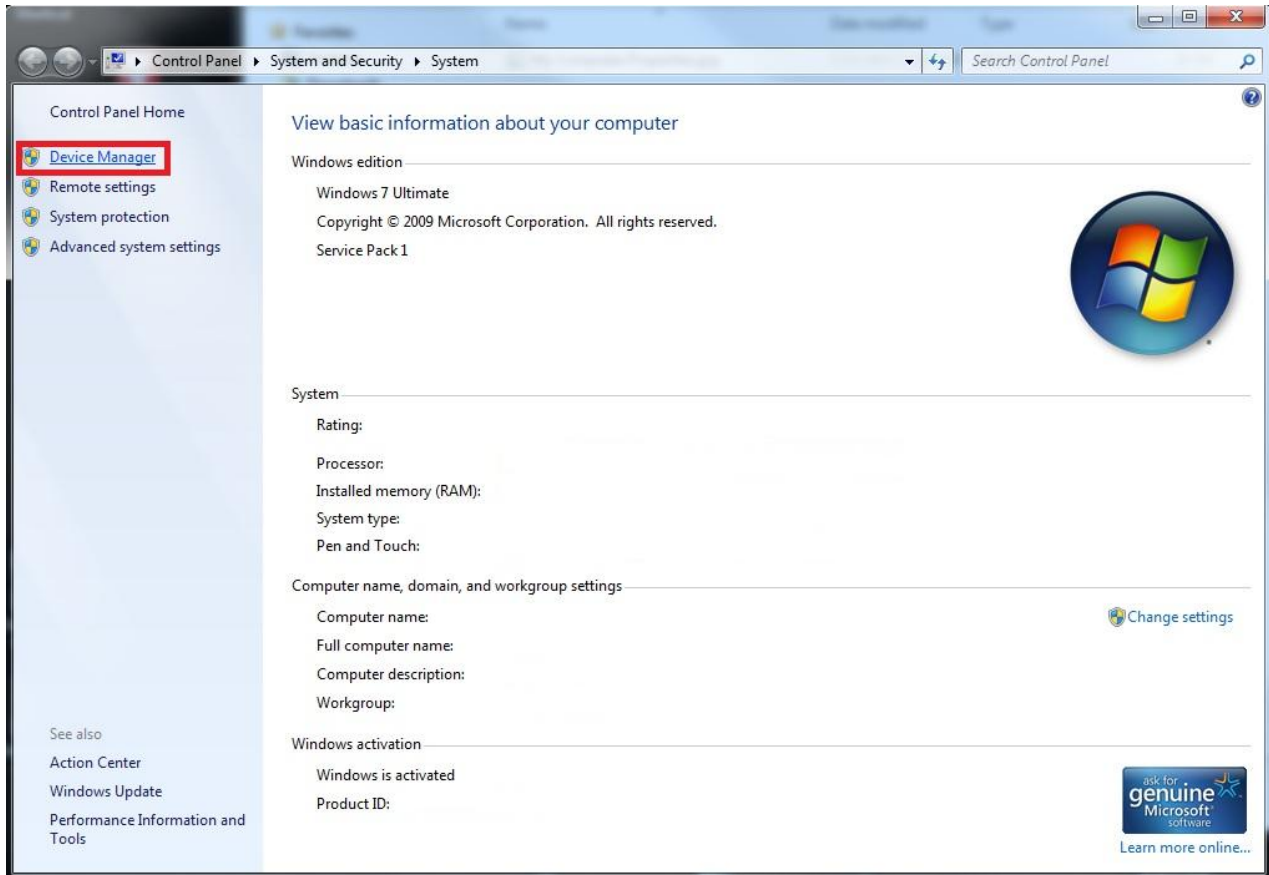 Control Panel ▸ System and Security ▸ System
Search Control Panel
Control Panel Home
Device Manager
Remote settings
System protection
Advanced system settings
See also
Action Center
Windows Update
Performance Information and
Tools
View basic information about your computer
Windows edition
Windows 7 Ultimate
Copyright © 2009 Microsoft Corporation. All rights reserved.
Service Pack 1
System
Rating:
Processor:
Installed memory (RAM):
System type:
Pen and Touch:
Computer name, domain, and workgroup settings
Computer name:
Change settings
Full computer name:
Computer description:
Workgroup:
Windows activation
Windows is activated
Product ID:
ask for
genuine
Microsoft
software
Learn more online...